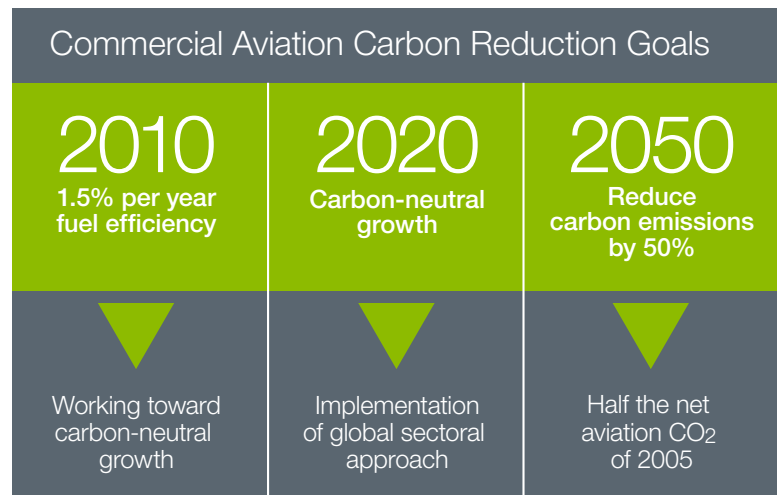 Commercial Aviation Carbon Reduction Goals
2010
1.5% per year
fuel efficiency
Working toward
carbon-neutral
growth
2020
Carbon-neutral
growth
Implementation
of global sectoral
approach
2050
Reduce
carbon emissions
by 50%
Half the net
aviation CO2
of 2005